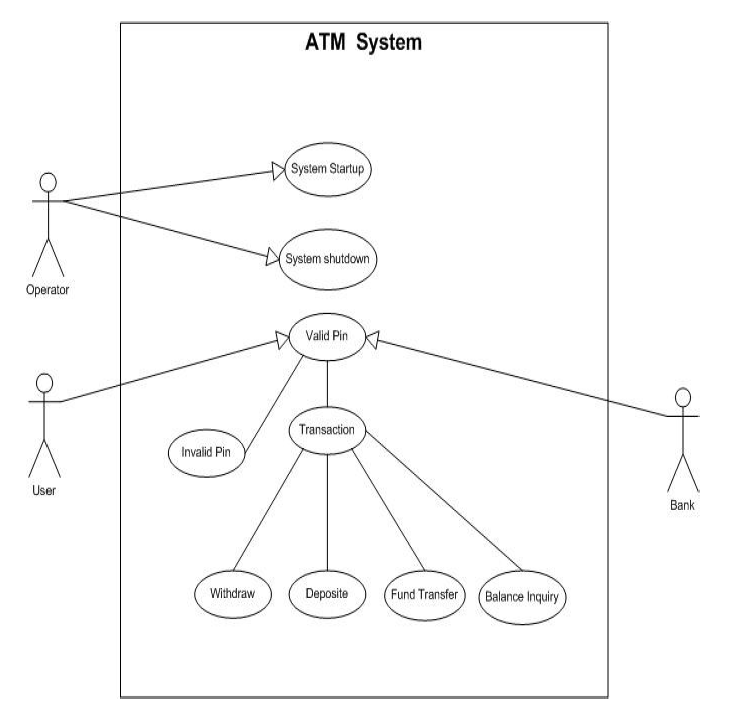 ATM System
System Startup
Operator
System shutdown
Valid Pin
User
Bank
Transaction
Invalid Pin
Withdraw
Deposite
Fund Transfer
Balance Inquiry